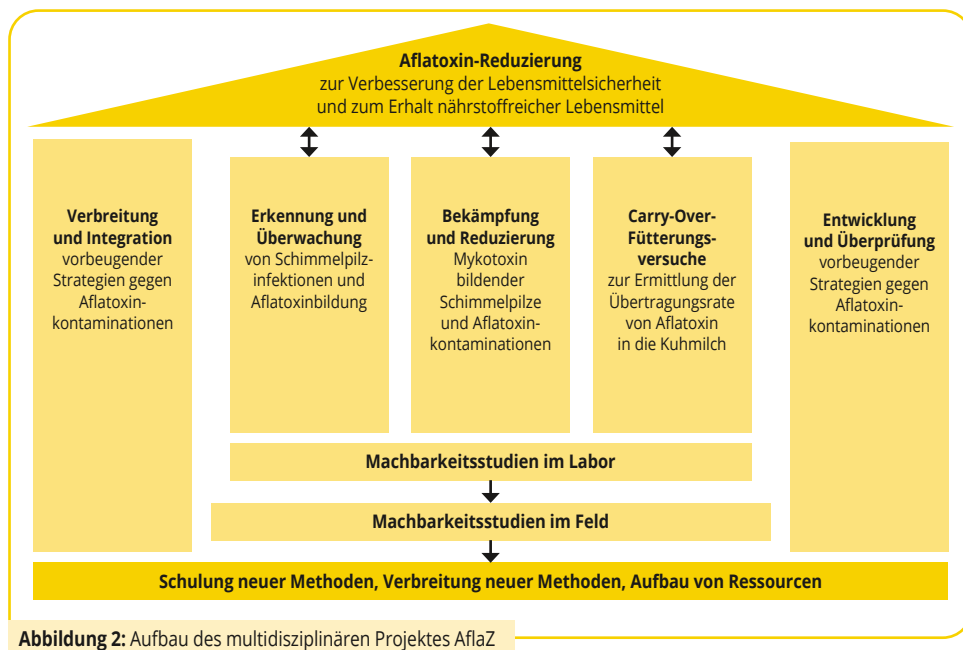 Aflatoxin-Reduzierung
zur Verbesserung der Lebensmittelsicherheit
und zum Erhalt nährstoffreicher Lebensmittel
Verbreitung
und Integration
vorbeugender
Strategien gegen
Aflatoxin-
kontaminationen
Erkennung und
Überwachung
von Schimmelpilz-
infektionen und
Aflatoxinbildung
Bekämpfung
und Reduzierung
Mykotoxin
bildender
Schimmelpilze
und Aflatoxin-
kontaminationen
Carry-Over-
Fütterungs-
versuche
zur Ermittlung der
Übertragungsrate
von Aflatoxin
in die Kuhmilch
Entwicklung
und Überprüfung
vorbeugender
Strategien gegen
Aflatoxin-
kontaminationen
Machbarkeitsstudien im Labor
Machbarkeitsstudien im Feld
Schulung neuer Methoden, Verbreitung neuer Methoden, Aufbau von Ressourcen
Abbildung 2: Aufbau des multidisziplinären Projektes AflaZ